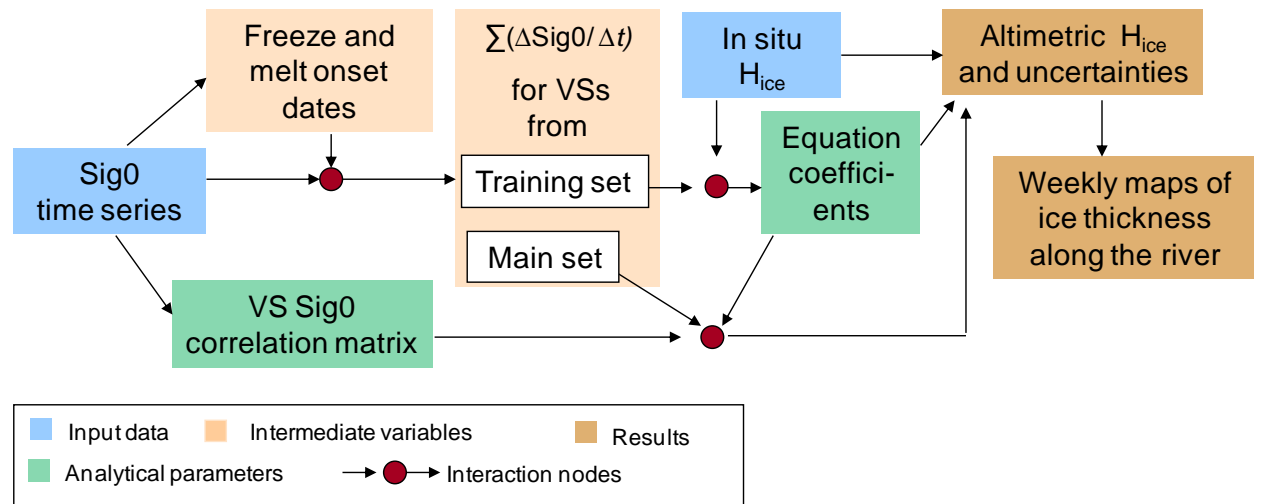 Freeze and
melt onset
dates
∑(ΔSig0/Δt)
for VSs
from
Training set
Main set
In situ
Hice
Altimetric Hice
and uncertainties
Sig0
time series
Equation
coeffici-
ents
Weekly maps of
ice thickness
along the river
VS Sig0
correlation matrix
Input data
Intermediate variables
Results
Analytical parameters
Interaction nodes